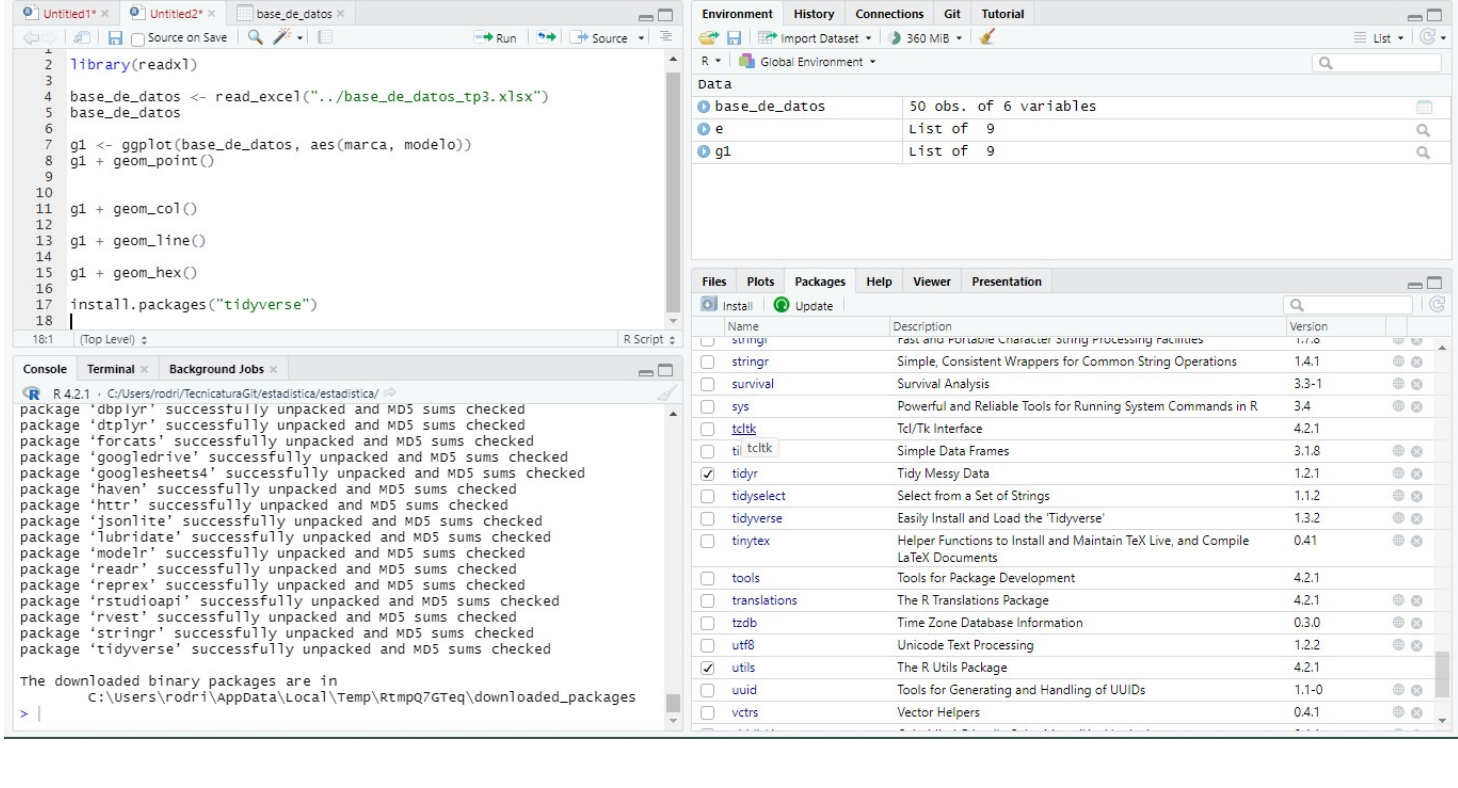 Untitled1* × Untitled2* × base_de_datos ×
Source on Save Run Source
1
2 library(readxl)
3
4 base_de_datos <- read_excel("../base_de_datos_tp3.xlsx")
5 base_de_datos
6
7 g1 <- ggplot(base_de_datos, aes(marca, modelo))
8 g1 + geom_point()
9
10
11 g1 + geom_col()
12
13 g1 + geom_line()
14
15 g1 + geom_hex()
16
17 install.packages("tidyverse")
18
18:1 (Top Level) R Script
Console Terminal × Background Jobs ×
R 4.2.1 · C:/Users/rodri/TecnicaturaGit/estadistica/estadistica/
package ‘dbplyr’ successfully unpacked and MD5 sums checked
package ‘dtplyr’ successfully unpacked and MD5 sums checked
package ‘forcats’ successfully unpacked and MD5 sums checked
package ‘googledrive’ successfully unpacked and MD5 sums checked
package ‘googlesheets4’ successfully unpacked and MD5 sums checked
package ‘haven’ successfully unpacked and MD5 sums checked
package ‘httr’ successfully unpacked and MD5 sums checked
package ‘jsonlite’ successfully unpacked and MD5 sums checked
package ‘lubridate’ successfully unpacked and MD5 sums checked
package ‘modelr’ successfully unpacked and MD5 sums checked
package ‘readr’ successfully unpacked and MD5 sums checked
package ‘reprex’ successfully unpacked and MD5 sums checked
package ‘rstudioapi’ successfully unpacked and MD5 sums checked
package ‘rvest’ successfully unpacked and MD5 sums checked
package ‘stringr’ successfully unpacked and MD5 sums checked
package ‘tidyverse’ successfully unpacked and MD5 sums checked
The downloaded binary packages are in
C:\Users\rodri\AppData\Local\Temp\RtmpQ7GTeq\downloaded_packages
>
Environment History Connections Git Tutorial
Import Dataset 360 MiB List
R Global Environment
Data
base_de_datos 50 obs. of 6 variables
e List of 9
g1 List of 9
Files Plots Packages Help Viewer Presentation
Install Update
Name Description Version
stringi Fast and Portable Character String Processing Facilities 1.7.8
stringr Simple, Consistent Wrappers for Common String Operations 1.4.1
survival Survival Analysis 3.3-1
sys Powerful and Reliable Tools for Running System Commands in R 3.4
tcltk Tcl/Tk Interface 4.2.1
ti tcltk Simple Data Frames 3.1.8
tidyr Tidy Messy Data 1.2.1
tidyselect Select from a Set of Strings 1.1.2
tidyverse Easily Install and Load the 'Tidyverse' 1.3.2
tinytex Helper Functions to Install and Maintain TeX Live, and Compile 0.41
LaTeX Documents
tools Tools for Package Development 4.2.1
translations The R Translations Package 4.2.1
tzdb Time Zone Database Information 0.3.0
utf8 Unicode Text Processing 1.2.2
utils The R Utils Package 4.2.1
uuid Tools for Generating and Handling of UUIDs 1.1-0
vctrs Vector Helpers 0.4.1